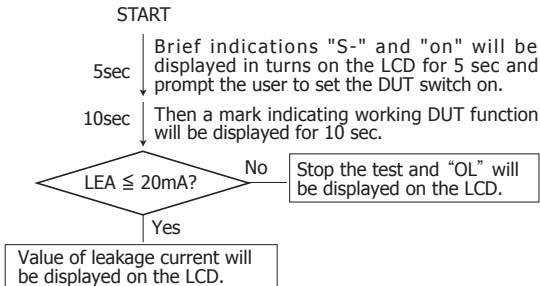 START
5sec
Brief indications "S-" and "on" will be
displayed in turns on the LCD for 5 sec and
prompt the user to set the DUT switch on.
10sec
Then a mark indicating working DUT function
will be displayed for 10 sec.
LEA ≦ 20mA?
No
Stop the test and “OL” will
be displayed on the LCD.
Yes
Value of leakage current will
be displayed on the LCD.